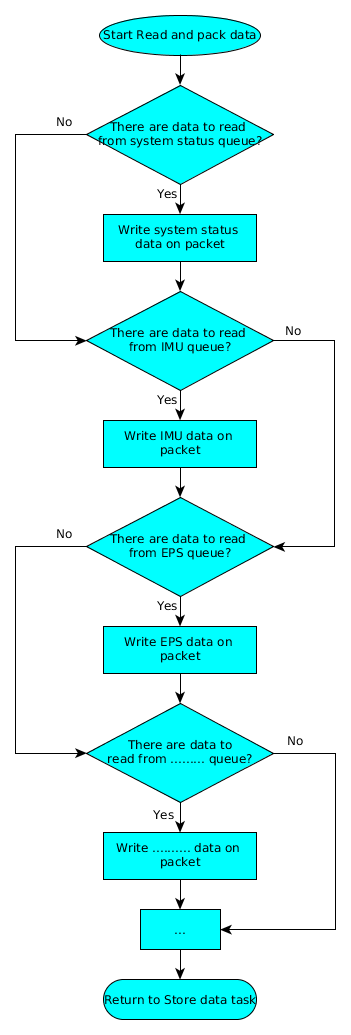 Start Read and pack data
No
There are data to read
from system status queue?
Yes
Write system status
data on packet
There are data to read
from IMU queue?
No
Yes
Write IMU data on
packet
No
There are data to read
from EPS queue?
Yes
Write EPS data on
packet
There are data to
read from ......... queue?
No
Yes
Write .......... data on
packet
...
Return to Store data task